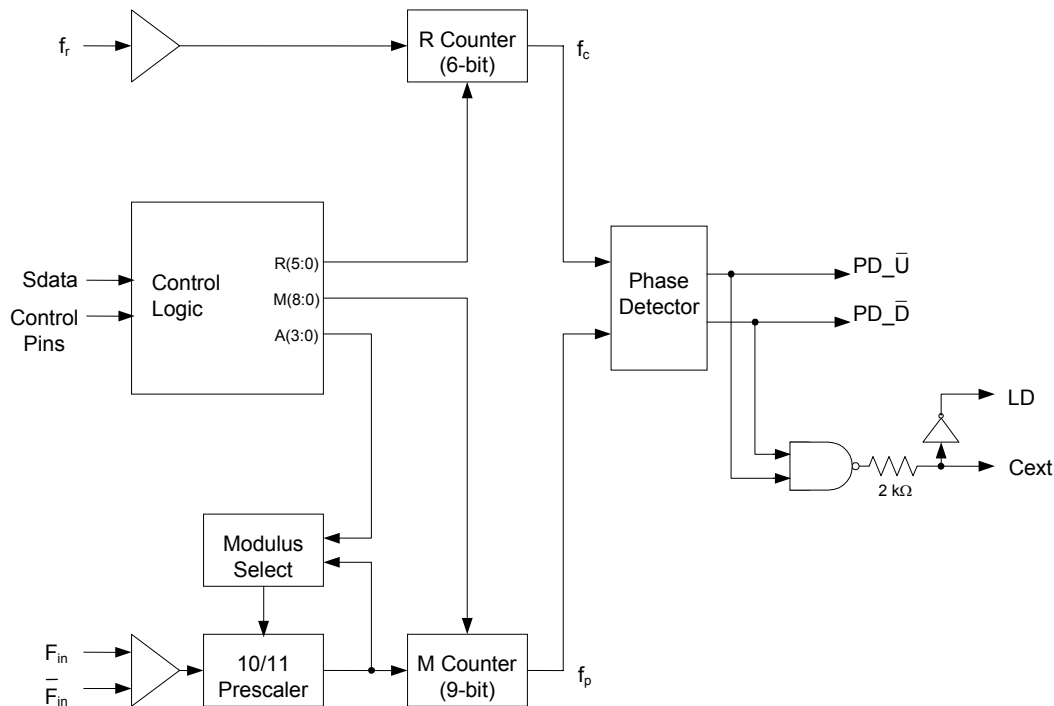 fr
R Counter
(6-bit)
fc
Sdata
Control
Pins
Control
Logic
R(5:0)
M(8:0)
A(3:0)
Phase
Detector
PD_U̅
PD_D̅
LD
Cext
2 kΩ
Modulus
Select
Fin
F̅in
10/11
Prescaler
M Counter
(9-bit)
fp